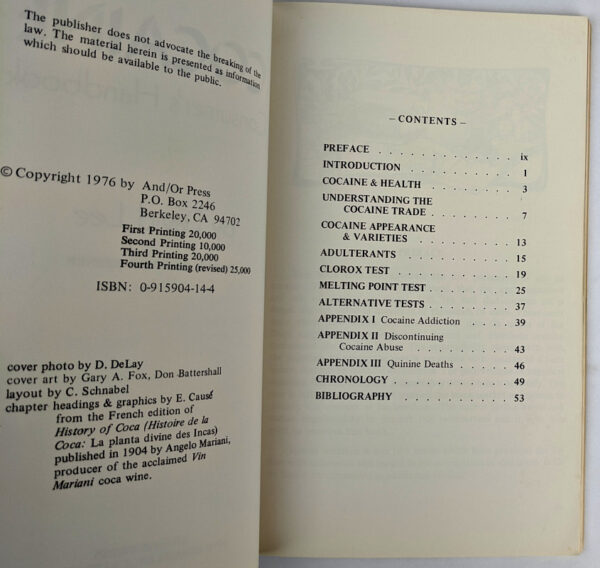 The publisher does not advocate the breaking of the
law. The material herein is presented as information
which should be available to the public.
© Copyright 1976 by And/Or Press
P.O. Box 2246
Berkeley, CA 94702
First Printing 20,000
Second Printing 10,000
Third Printing 20,000
Fourth Printing (revised) 25,000
ISBN: 0-915904-14-4
cover photo by D. DeLay
cover art by Gary A. Fox, Don Battershall
layout by C. Schnabel
chapter headings & graphics by E. Causé
from the French edition of
History of Coca (Histoire de la
Coca: La planta divine des Incas)
published in 1904 by Angelo Mariani,
producer of the acclaimed Vin
Mariani coca wine.
– CONTENTS –
PREFACE . . . . . . . . . . . . . ix
INTRODUCTION . . . . . . . . . . 1
COCAINE & HEALTH . . . . . . . . 3
UNDERSTANDING THE
COCAINE TRADE . . . . . . . . 7
COCAINE APPEARANCE
& VARIETIES . . . . . . . . . . 13
ADULTERANTS . . . . . . . . . . 15
CLOROX TEST . . . . . . . . . . 19
MELTING POINT TEST . . . . . . . 25
ALTERNATIVE TESTS . . . . . . . . 37
APPENDIX I Cocaine Addiction . . . . 39
APPENDIX II Discontinuing
Cocaine Abuse . . . . . . 43
APPENDIX III Quinine Deaths . . . . . 46
CHRONOLOGY . . . . . . . . . . . 49
BIBLIOGRAPHY . . . . . . . . . . 53